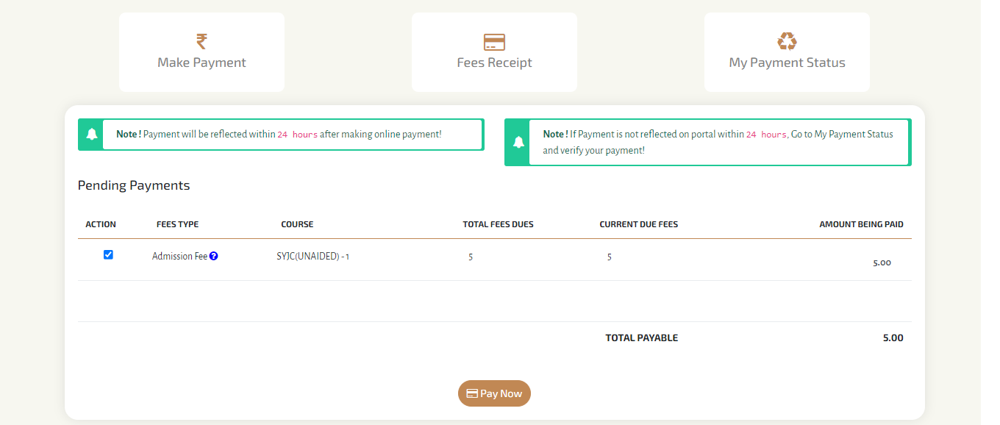 ₹
Make Payment
Fees Receipt
My Payment Status
Note ! Payment will be reflected within 24 hours after making online payment!
Note ! If Payment is not reflected on portal within 24 hours, Go to My Payment Status
and verify your payment!
Pending Payments
ACTION FEES TYPE COURSE TOTAL FEES DUES CURRENT DUE FEES AMOUNT BEING PAID
Admission Fee ? SYJC(UNAIDED) - 1 5 5 5.00
TOTAL PAYABLE 5.00
Pay Now